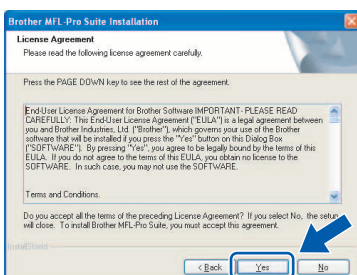 Brother MFL-Pro Suite Installation
License Agreement
Please read the following license agreement carefully.
Press the PAGE DOWN key to see the rest of the agreement.
End-User License Agreement for Brother Software IMPORTANT- PLEASE READ
CAREFULLY: This End-User License Agreement ("EULA") is a legal agreement between
you and Brother Industries, Ltd. ("Brother"), which governs your use of the Brother
software that will be installed if you press the "Yes" button on this Dialog Box
("SOFTWARE"). By pressing "Yes", you agree to be legally bound by the terms of this
EULA. If you do not agree to the terms of this EULA, you obtain no license to the
SOFTWARE. In such case, you may not use the SOFTWARE.
Terms and Conditions.
Do you accept all the terms of the preceding License Agreement? If you select No, the setup
will close. To install Brother MFL-Pro Suite, you must accept this agreement.
InstallShield
< Back Yes No